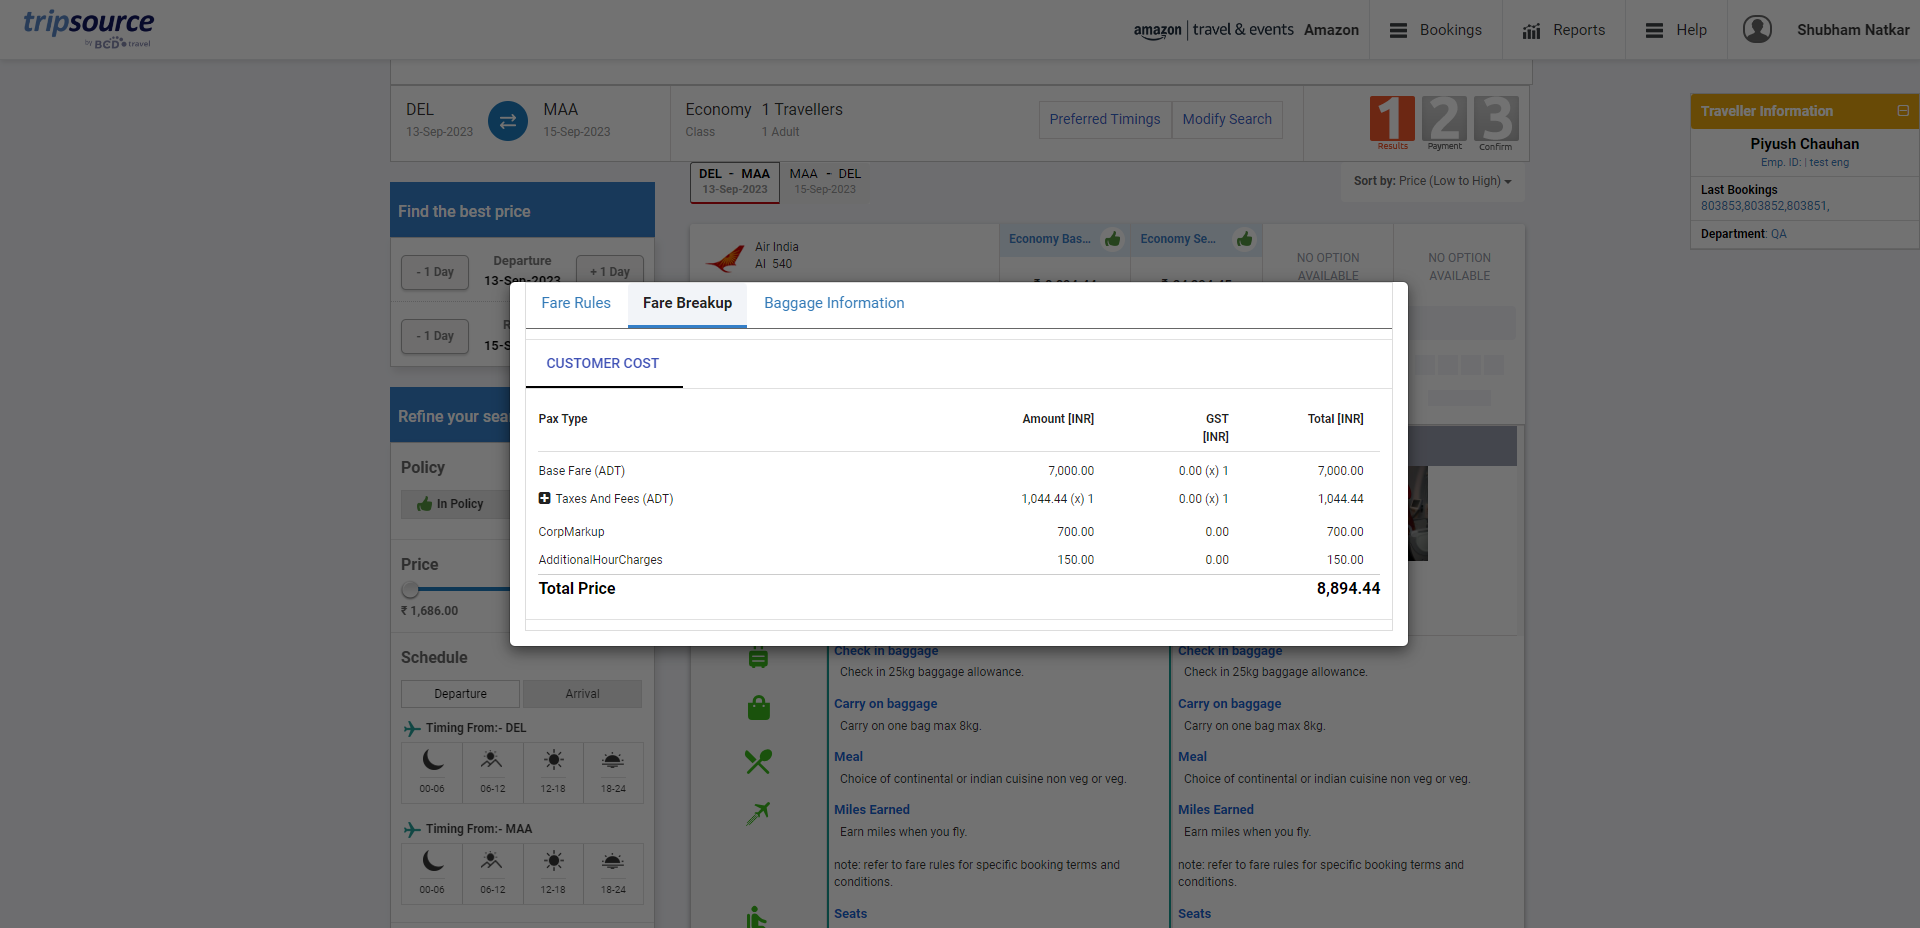 tripsource
by BCD travel
amazon | travel & events Amazon
Bookings
Reports
Help
Shubham Natkar
DEL
13-Sep-2023
MAA
15-Sep-2023
Economy
Class
1 Travellers
1 Adult
Preferred Timings
Modify Search
1 2 3
Results Payment Confirm
Traveller Information
Piyush Chauhan
Emp. ID: | test eng
Last Bookings
803853,803852,803851,
Department: QA
DEL - MAA
13-Sep-2023
MAA - DEL
15-Sep-2023
Sort by: Price (Low to High)
Find the best price
- 1 Day
Departure
13-Sep-2023
+ 1 Day
- 1 Day
Air India
AI 540
Economy Bas...
Economy Se...
NO OPTION
AVAILABLE
NO OPTION
AVAILABLE
Fare Rules
Fare Breakup
Baggage Information
CUSTOMER COST
Pax Type Amount [INR] GST [INR] Total [INR]
Base Fare (ADT) 7,000.00 0.00 (x) 1 7,000.00
Taxes And Fees (ADT) 1,044.44 (x) 1 0.00 (x) 1 1,044.44
CorpMarkup 700.00 0.00 700.00
AdditionalHourCharges 150.00 0.00 150.00
Total Price 8,894.44
Refine your sea
Policy
In Policy
Price
₹ 1,686.00
Schedule
Departure
Arrival
Timing From:- DEL
00-06 06-12 12-18 18-24
Timing From:- MAA
00-06 06-12 12-18 18-24
Check in baggage
Check in 25kg baggage allowance.
Carry on baggage
Carry on one bag max 8kg.
Meal
Choice of continental or indian cuisine non veg or veg.
Miles Earned
Earn miles when you fly.
note: refer to fare rules for specific booking terms and
conditions.
Seats
Check in baggage
Check in 25kg baggage allowance.
Carry on baggage
Carry on one bag max 8kg.
Meal
Choice of continental or indian cuisine non veg or veg.
Miles Earned
Earn miles when you fly.
note: refer to fare rules for specific booking terms and
conditions.
Seats